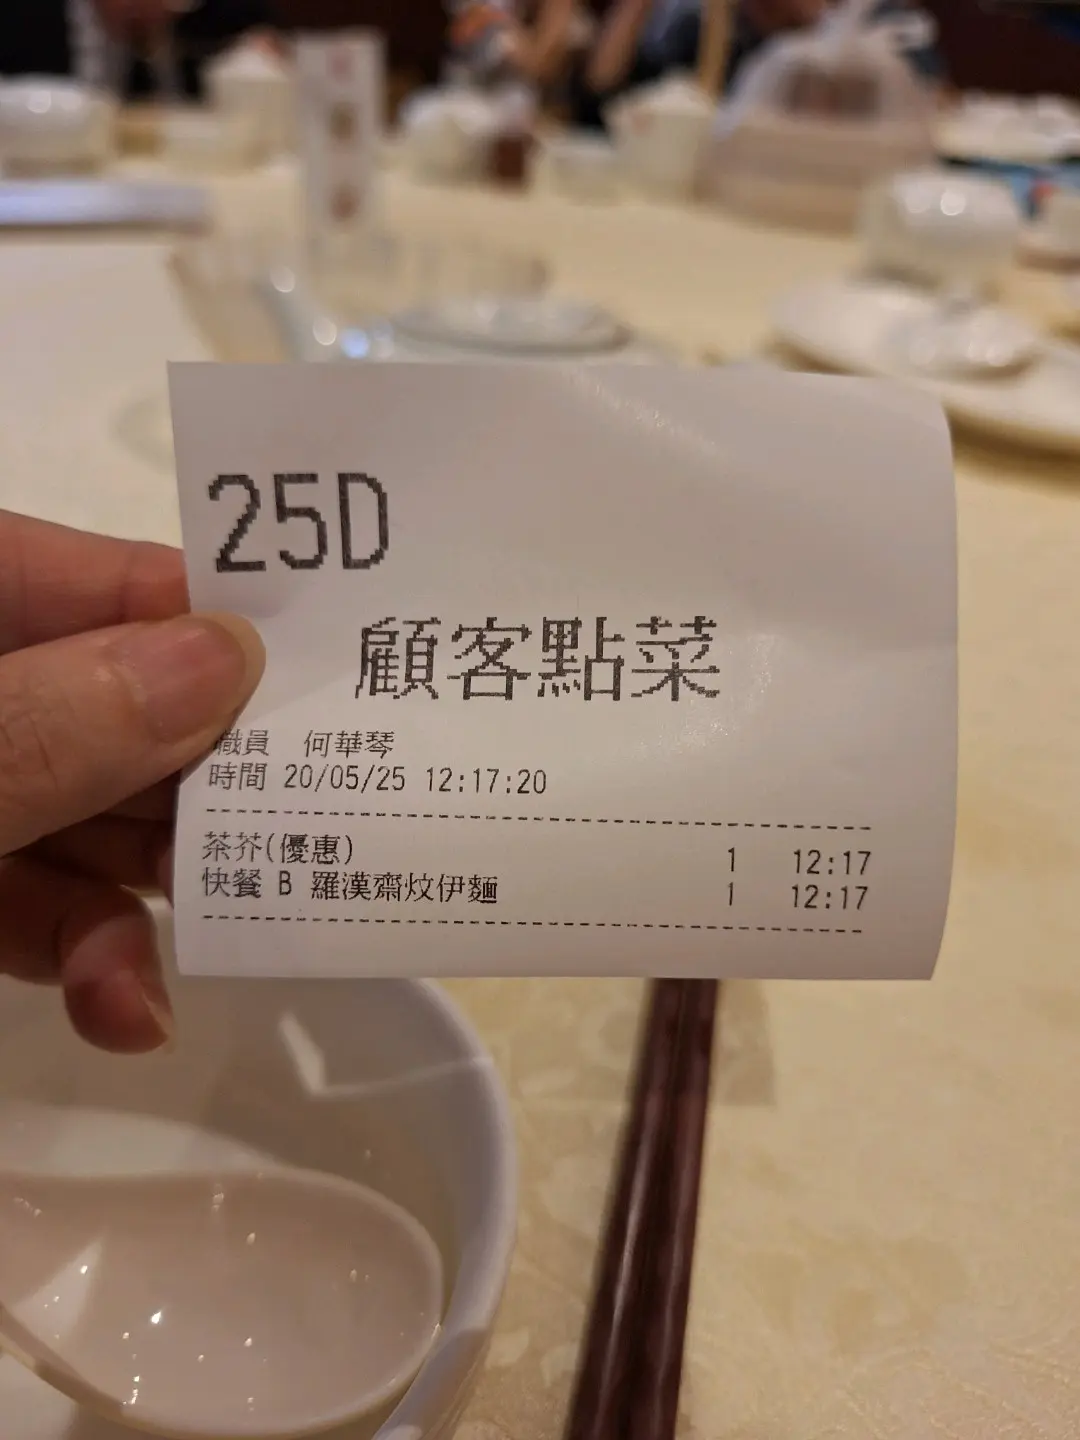 25D
顧客點菜
職員 何華琴
時間 20/05/25 12:17:20
茶芥(優惠) 1 12:17
快餐 B 羅漢齋炆伊麵 1 12:17